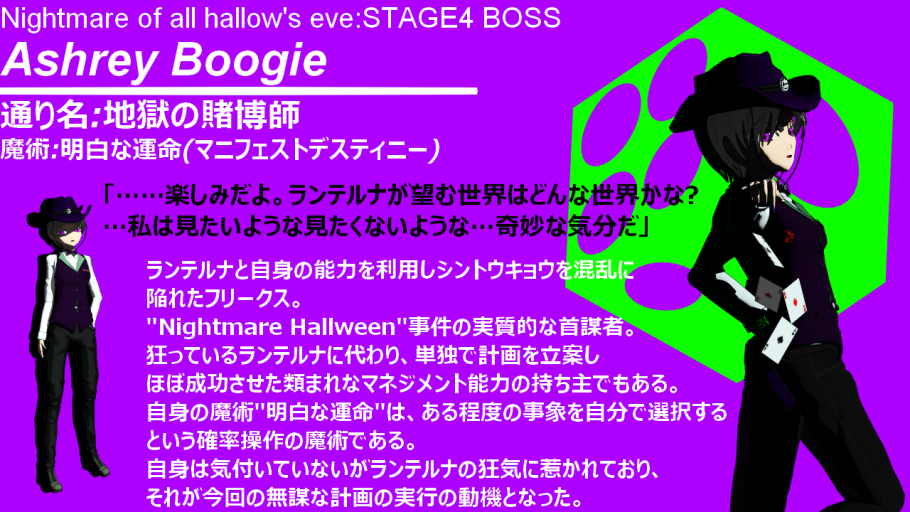 Nightmare of all hallow's eve:STAGE4 BOSS
Ashrey Boogie
通り名:地獄の賭博師
魔術:明白な運命(マニフェストデスティニー)
「……楽しみだよ。ランテルナが望む世界はどんな世界かな?
…私は見たいような見たくないような…奇妙な気分だ」
ランテルナと自身の能力を利用しシントウキョウを混乱に
陥れたフリークス。
"Nightmare Hallween"事件の実質的な首謀者。
狂っているランテルナに代わり、単独で計画を立案し
ほぼ成功させた類まれなマネジメント能力の持ち主でもある。
自身の魔術"明白な運命"は、ある程度の事象を自分で選択する
という確率操作の魔術である。
自身は気付いていないがランテルナの狂気に惹かれており、
それが今回の無謀な計画の実行の動機となった。